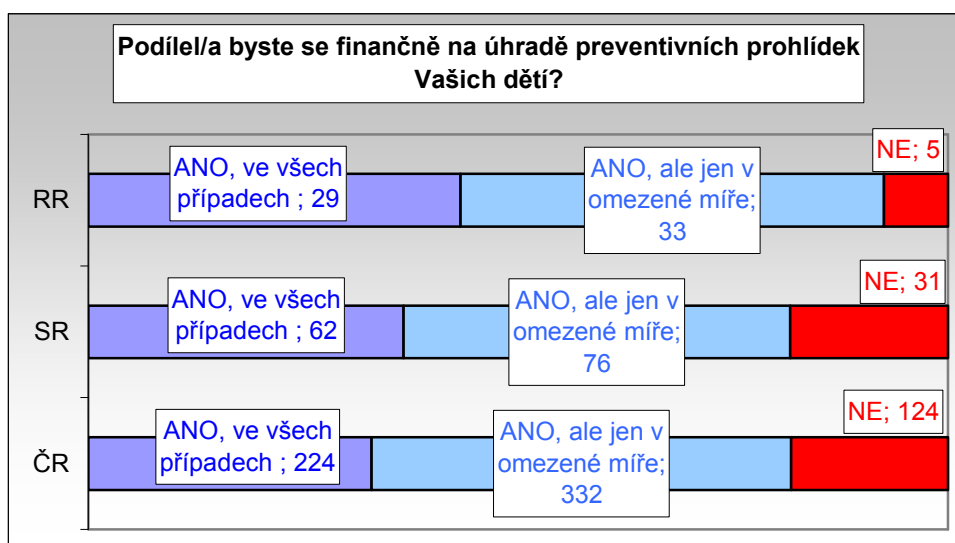 Podílel/a byste se finančně na úhradě preventivních prohlídek
Vašich dětí?
RR
ANO, ve všech
případech ; 29
ANO, ale jen v
omezené míře;
33
NE; 5
SR
ANO, ve všech
případech ; 62
ANO, ale jen v
omezené míře;
76
NE; 31
ČR
ANO, ve všech
případech ; 224
ANO, ale jen v
omezené míře;
332
NE; 124